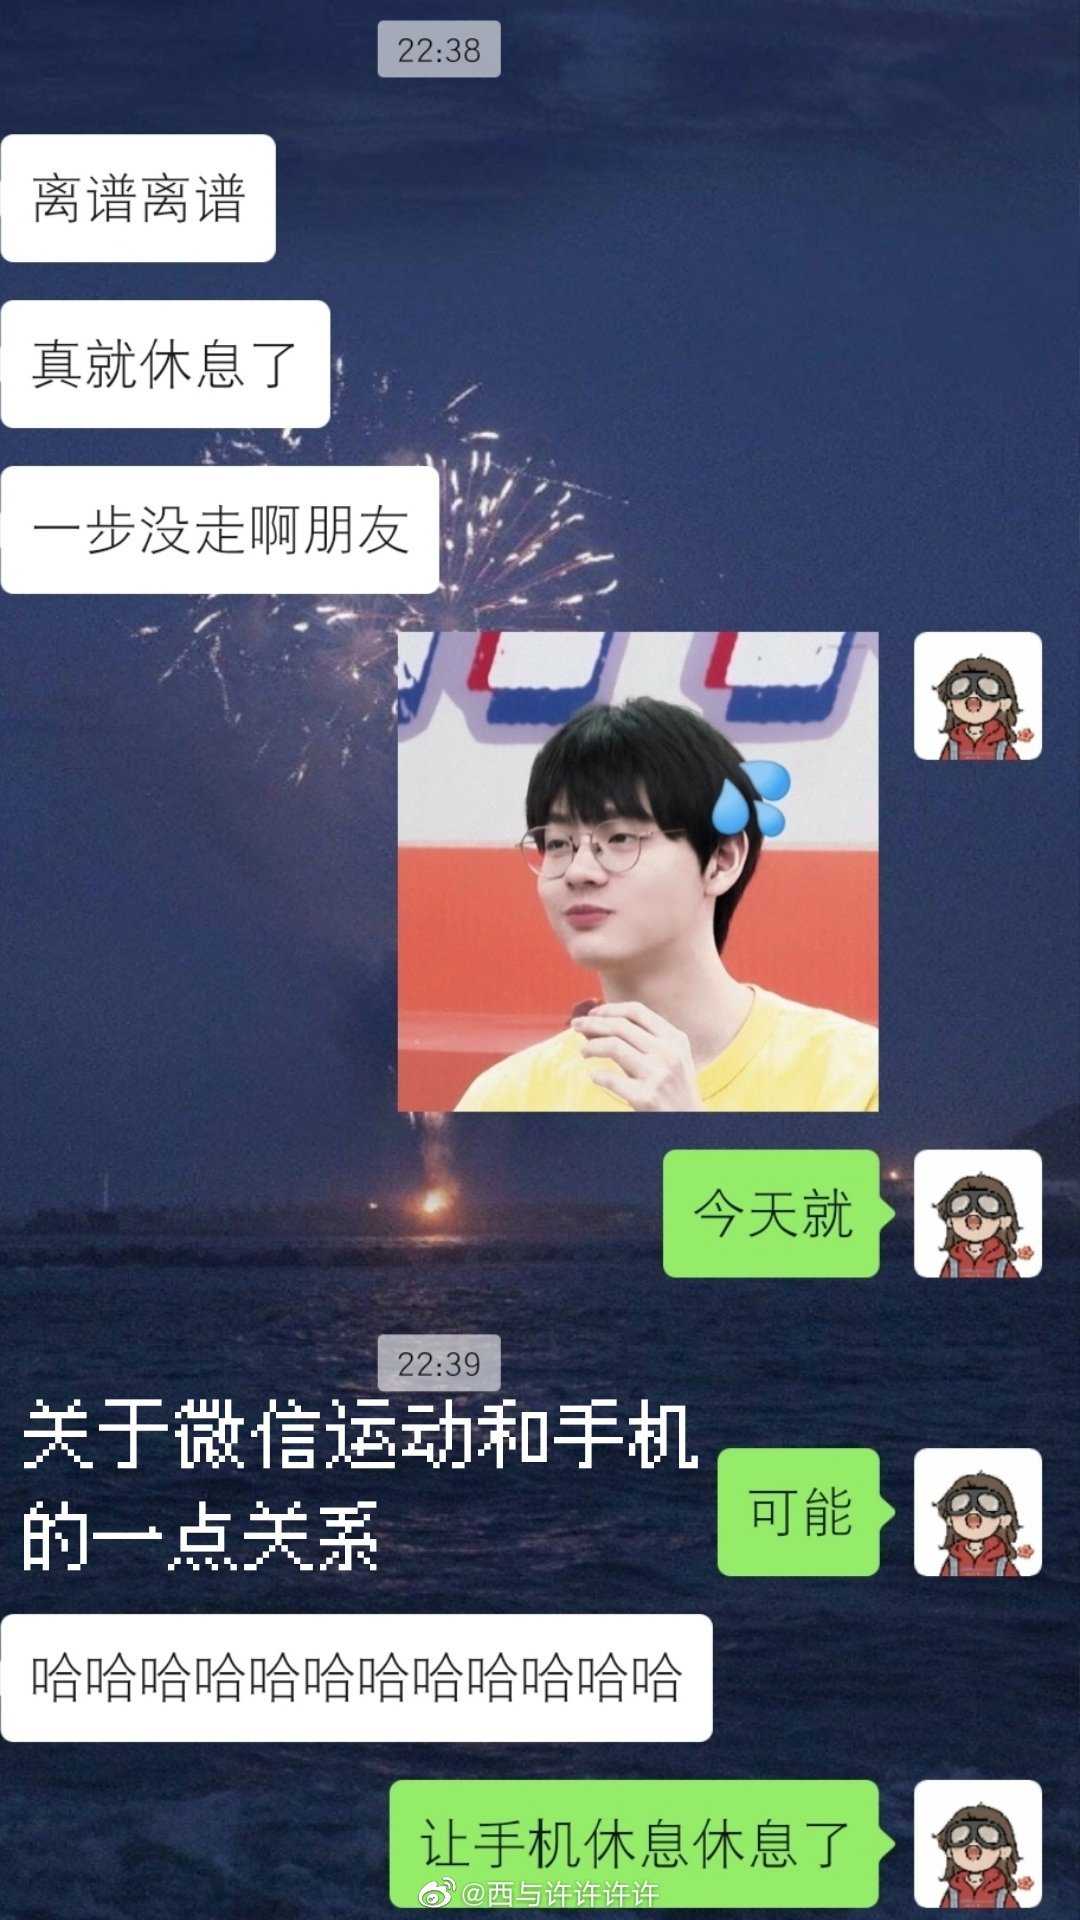 22:38
离谱离谱
真就休息了
一步没走啊朋友
今天就
22:39
关于微信运动和手机
的一点关系
可能
哈哈哈哈哈哈哈哈哈哈哈哈
让手机休息休息了
@西与许许许许